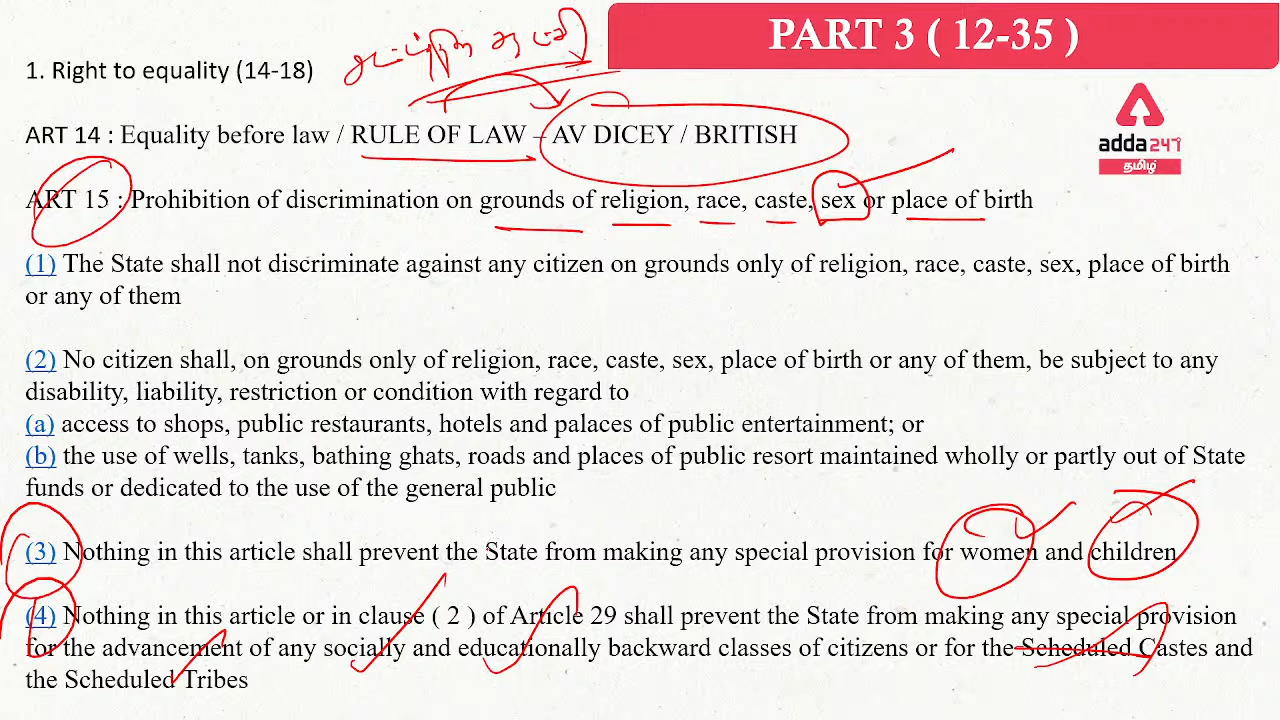 PART 3 ( 12-35 )
1. Right to equality (14-18)
adda247
தமிழ்
ART 14 : Equality before law / RULE OF LAW – AV DICEY / BRITISH
ART 15 : Prohibition of discrimination on grounds of religion, race, caste, sex or place of birth
(1) The State shall not discriminate against any citizen on grounds only of religion, race, caste, sex, place of birth
or any of them
(2) No citizen shall, on grounds only of religion, race, caste, sex, place of birth or any of them, be subject to any
disability, liability, restriction or condition with regard to
(a) access to shops, public restaurants, hotels and palaces of public entertainment; or
(b) the use of wells, tanks, bathing ghats, roads and places of public resort maintained wholly or partly out of State
funds or dedicated to the use of the general public
(3) Nothing in this article shall prevent the State from making any special provision for women and children
(4) Nothing in this article or in clause ( 2 ) of Article 29 shall prevent the State from making any special provision
for the advancement of any socially and educationally backward classes of citizens or for the Scheduled Castes and
the Scheduled Tribes